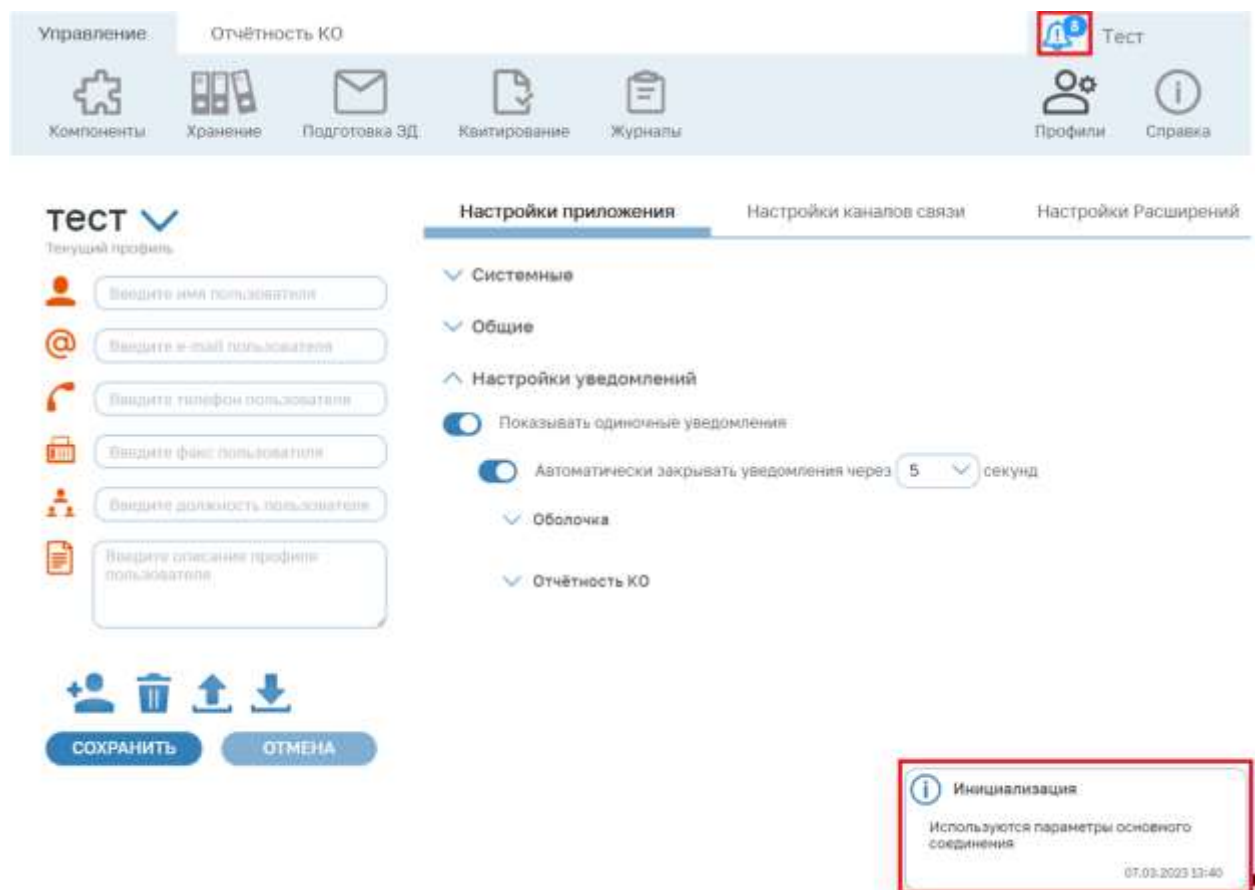 Управление Отчётность КО 8 Тест
Компоненты Хранение Подготовка ЭД Квитирование Журналы Профили Справка
тест
Текущий профиль
Введите имя пользователя
Введите e-mail пользователя
Введите телефон пользователя
Введите факс пользователя
Введите должность пользователя
Введите описание профиля
пользователя
СОХРАНИТЬ ОТМЕНА
Настройки приложения Настройки каналов связи Настройки Расширений
Системные
Общие
Настройки уведомлений
Показывать одиночные уведомления
Автоматически закрывать уведомления через 5 секунд
Оболочка
Отчётность КО
Инициализация
Используются параметры основного
соединения
07.03.2023 13:40